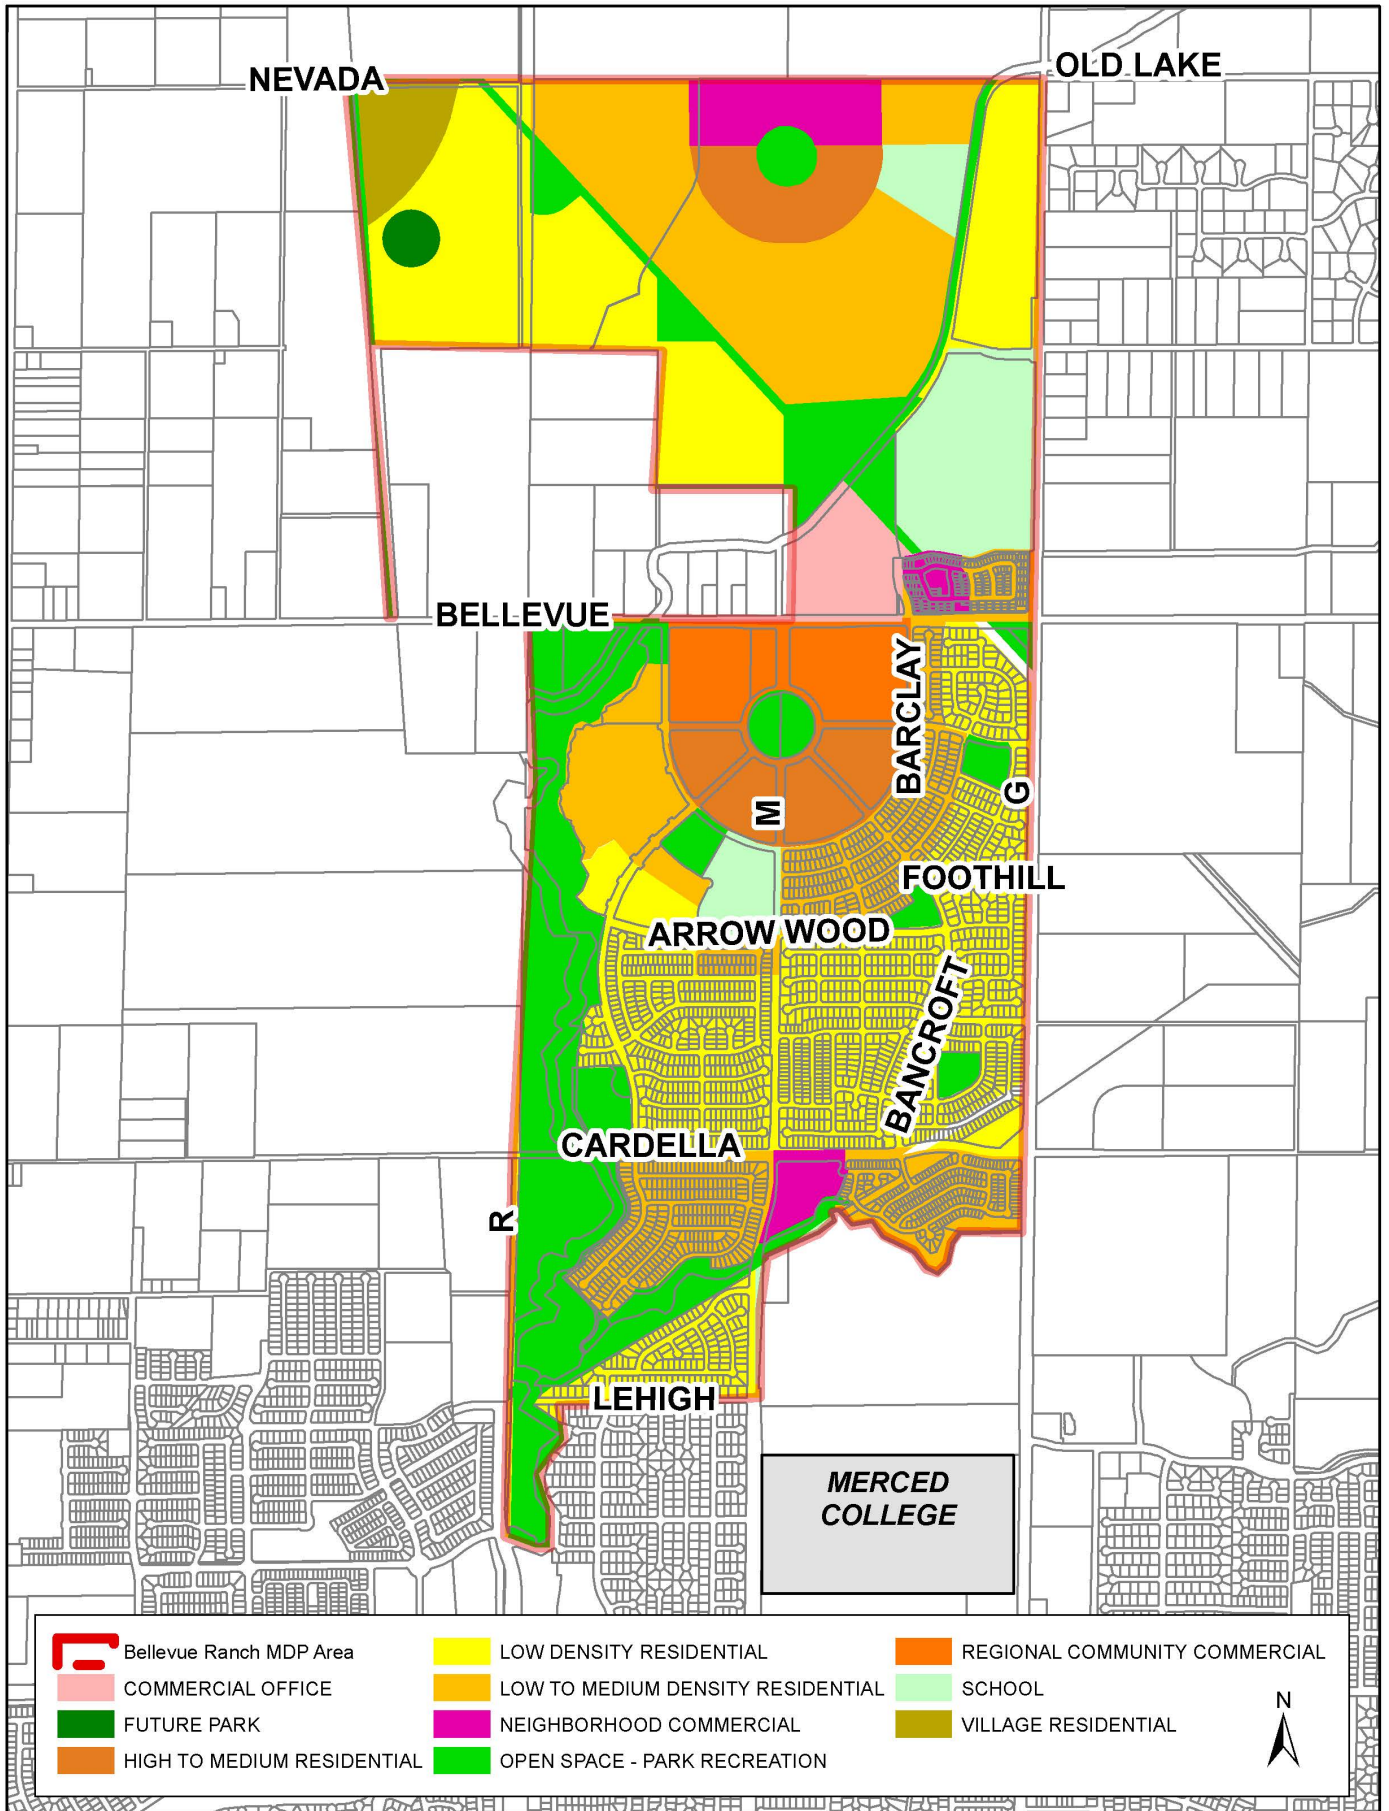 NEVADA
OLD LAKE
BELLEVUE
BARCLAY
G
M
FOOTHILL
ARROW WOOD
BANCROFT
CARDELLA
R
LEHIGH
MERCED
COLLEGE
Bellevue Ranch MDP Area
COMMERCIAL OFFICE
FUTURE PARK
HIGH TO MEDIUM RESIDENTIAL
LOW DENSITY RESIDENTIAL
LOW TO MEDIUM DENSITY RESIDENTIAL
NEIGHBORHOOD COMMERCIAL
OPEN SPACE - PARK RECREATION
REGIONAL COMMUNITY COMMERCIAL
SCHOOL
VILLAGE RESIDENTIAL
N